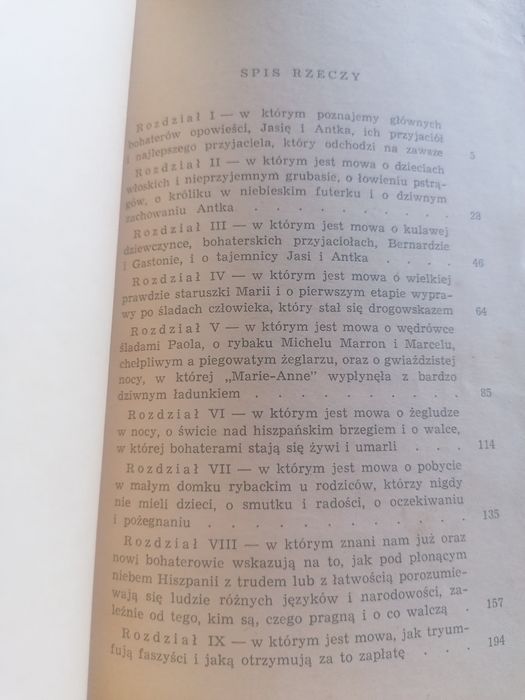 SPIS RZECZY
Rozdział I — w którym poznajemy głównych
bohaterów opowieści, Jasię i Antka, ich przyjaciół
i najlepszego przyjaciela, który odchodzi na zawsze 5
Rozdział II — w którym jest mowa o dzieciach
włoskich i nieprzyjemnym grubasie, o łowieniu pstrą-
gów, o króliku w niebieskim futerku i o dziwnym
zachowaniu Antka . . . . . . . . 28
Rozdział III — w którym jest mowa o kulawej
dziewczynce, bohaterskich przyjaciołach, Bernardzie
i Gastonie, i o tajemnicy Jasi i Antka . . . . 46
Rozdział IV — w którym jest mowa o wielkiej
prawdzie staruszki Marii i o pierwszym etapie wypra-
wy po śladach człowieka, który stał się drogowskazem 64
Rozdział V — w którym jest mowa o wędrówce
śladami Paola, o rybaku Michelu Marron i Marcelu,
chełpliwym a piegowatym żeglarzu, oraz o gwiaździstej
nocy, w której „Marie-Anne" wypłynęła z bardzo
dziwnym ładunkiem . . . . . . . . 85
Rozdział VI — w którym jest mowa o żegludze
w nocy, o świcie nad hiszpańskim brzegiem i o walce,
w której bohaterami stają się żywi i umarli . . . 114
Rozdział VII — w którym jest mowa o pobycie
w małym domku rybackim u rodziców, którzy nigdy
nie mieli dzieci, o smutku i radości, o oczekiwaniu
i pożegnaniu . . . . . . . . . 135
Rozdział VIII — w którym znani nam już oraz
nowi bohaterowie wskazują na to, jak pod płonącym
niebem Hiszpanii z trudem lub z łatwością porozumie-
wają się ludzie różnych języków i narodowości, za-
leżnie od tego, kim są, czego pragną i o co walczą . 157
Rozdział IX — w którym jest mowa, jak tryum-
fują faszyści i jaką otrzymują za to zapłatę . . . 194